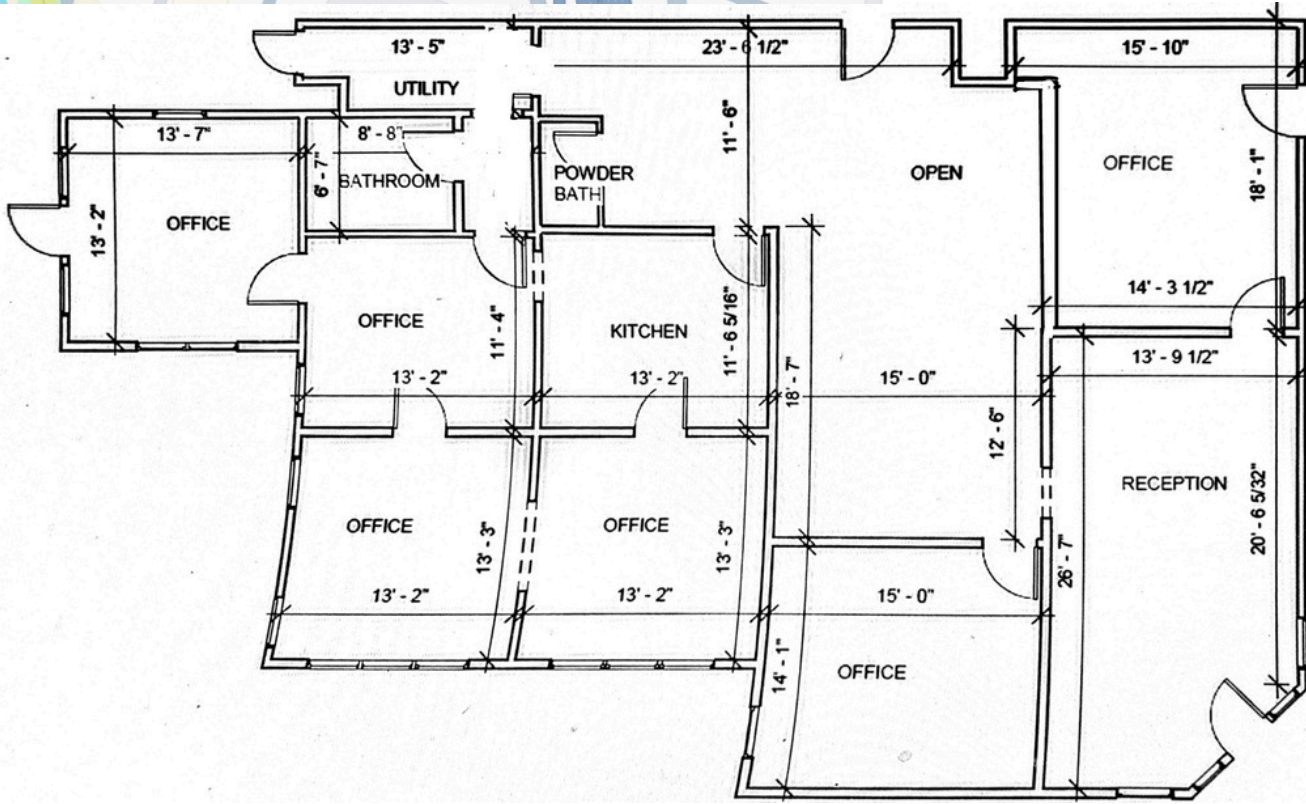 13' - 5"
23' - 6 1/2"
15' - 10"
UTILITY
13' - 7"
8' - 8"
11' - 6"
OFFICE
18' - 1"
6' - 7"
BATHROOM
POWDER
BATH
OPEN
OFFICE
13' - 2"
14' - 3 1/2"
OFFICE
11' - 4"
KITCHEN
11' - 6 5/16"
13' - 9 1/2"
13' - 2"
13' - 2"
18' - 7"
15' - 0"
12' - 6"
RECEPTION
OFFICE
OFFICE
13' - 3"
13' - 3"
20' - 6 5/32"
26' - 7"
13' - 2"
13' - 2"
15' - 0"
OFFICE
14' - 1"